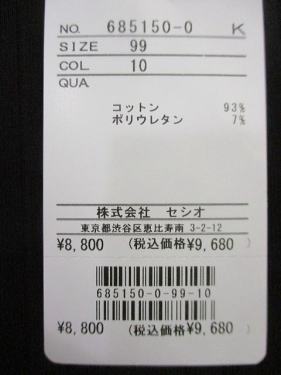 NO. 685150-0 K
SIZE 99
COL 10
QUA
コットン 93%
ポリウレタン 7%
株式会社 セシオ
東京都渋谷区恵比寿南 3-2-12
¥8,800 (税込価格¥9,680)
685150-0-99-10
¥8,800 (税込価格¥9,680)